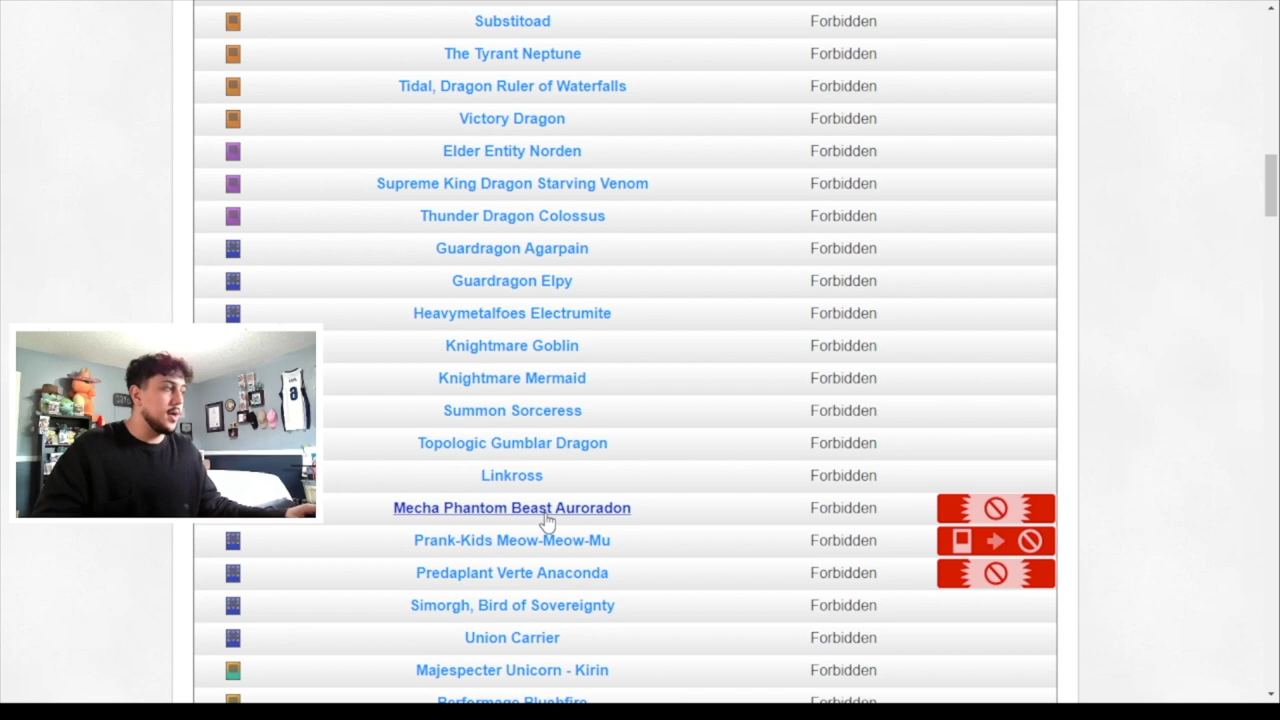 Substitoad Forbidden
The Tyrant Neptune Forbidden
Tidal, Dragon Ruler of Waterfalls Forbidden
Victory Dragon Forbidden
Elder Entity Norden Forbidden
Supreme King Dragon Starving Venom Forbidden
Thunder Dragon Colossus Forbidden
Guardragon Agarpain Forbidden
Guardragon Elpy Forbidden
Heavymetalfoes Electrumite Forbidden
Knightmare Goblin Forbidden
Knightmare Mermaid Forbidden
Summon Sorceress Forbidden
Topologic Gumblar Dragon Forbidden
Linkross Forbidden
Mecha Phantom Beast Auroradon Forbidden
Prank-Kids Meow-Meow-Mu Forbidden
Predaplant Verte Anaconda Forbidden
Simorgh, Bird of Sovereignty Forbidden
Union Carrier Forbidden
Majespecter Unicorn - Kirin Forbidden